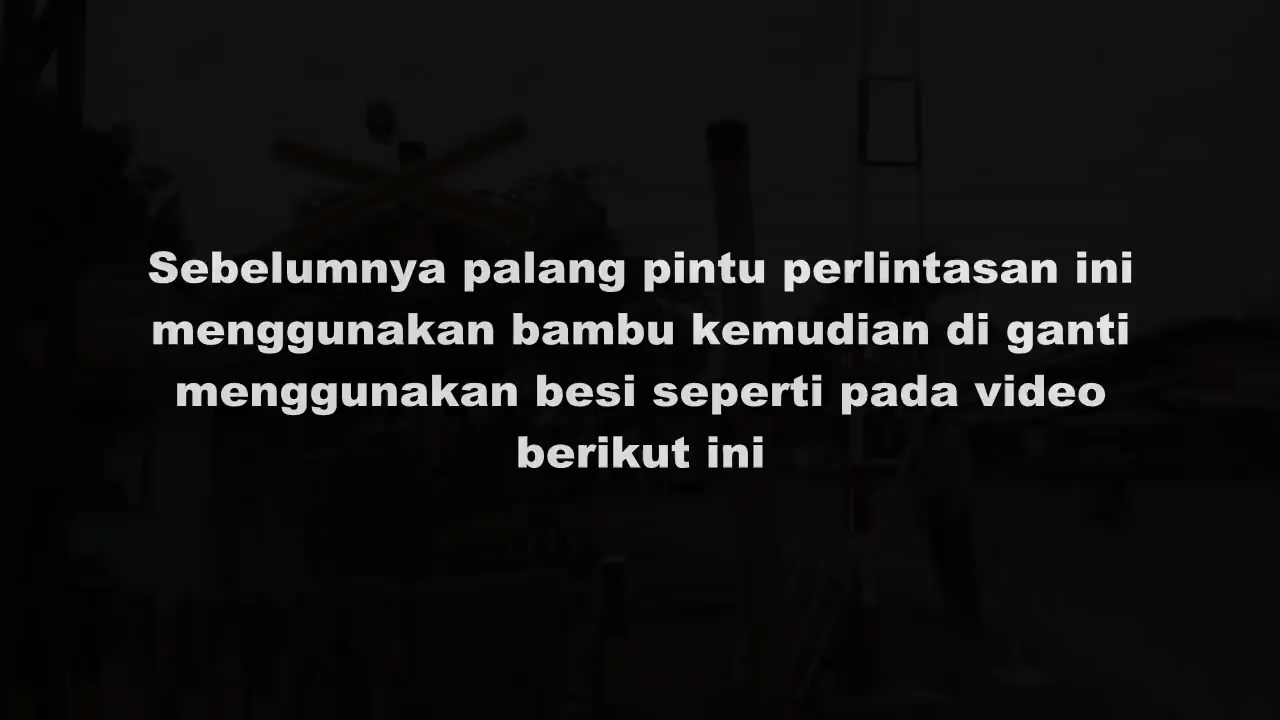 Sebelumnya palang pintu perlintasan ini
menggunakan bambu kemudian di ganti
menggunakan besi seperti pada video
berikut ini